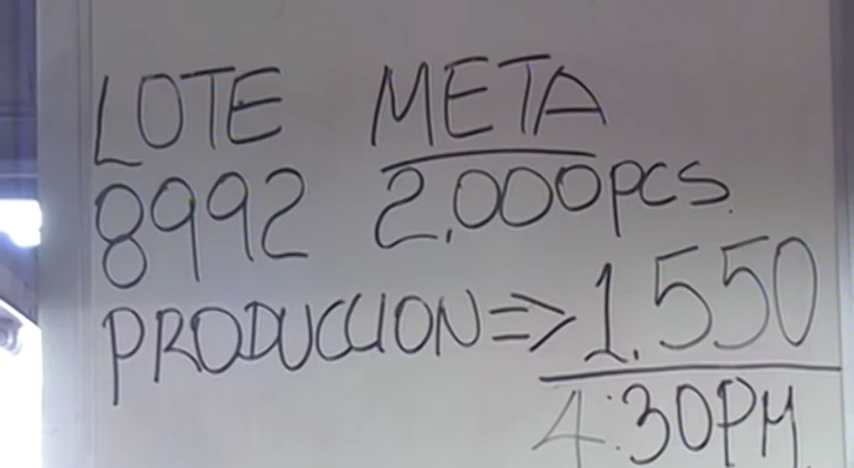 LOTE META
8992 2.000pcs.
PRODUCCION => 1.550
4:30PM